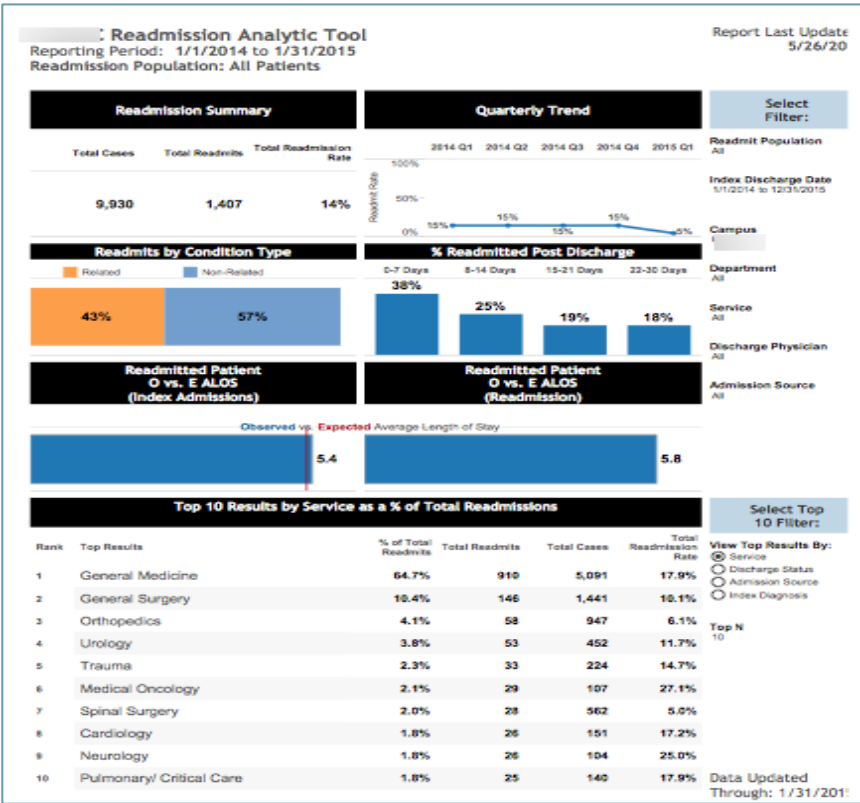 Readmission Analytic Tool
Reporting Period: 1/1/2014 to 1/31/2015
Readmission Population: All Patients
Report Last Update
5/26/20
Readmission Summary
Total Cases Total Readmits Total Readmission Rate
9,930 1,407 14%
Quarterly Trend
2014 Q1 2014 Q2 2014 Q3 2014 Q4 2015 Q1
Readmit Rate
100%
50%
0%
15% 15% 15% 15% 5%
Readmits by Condition Type
Related Non-Related
43% 57%
% Readmitted Post Discharge
0-7 Days 8-14 Days 15-21 Days 22-30 Days
38% 25% 19% 18%
Readmitted Patient
O vs. E ALOS
(Index Admissions)
Readmitted Patient
O vs. E ALOS
(Readmission)
Observed vs. Expected Average Length of Stay
5.4 5.8
Select
Filter:
Readmit Population
All
Index Discharge Date
1/1/2014 to 12/31/2015
Campus
Department
All
Service
All
Discharge Physician
All
Admission Source
All
Top 10 Results by Service as a % of Total Readmissions
Rank Top Results % of Total Readmits Total Readmits Total Cases Total Readmission Rate
1 General Medicine 64.7% 910 5,091 17.9%
2 General Surgery 10.4% 146 1,441 10.1%
3 Orthopedics 4.1% 58 947 6.1%
4 Urology 3.8% 53 452 11.7%
5 Trauma 2.3% 33 224 14.7%
6 Medical Oncology 2.1% 29 107 27.1%
7 Spinal Surgery 2.0% 28 562 5.0%
8 Cardiology 1.8% 26 151 17.2%
9 Neurology 1.8% 26 104 25.0%
10 Pulmonary/ Critical Care 1.8% 25 140 17.9%
Select Top
10 Filter:
View Top Results By:
Service
Discharge Status
Admission Source
Index Diagnosis
Top N
10
Data Updated
Through: 1/31/201